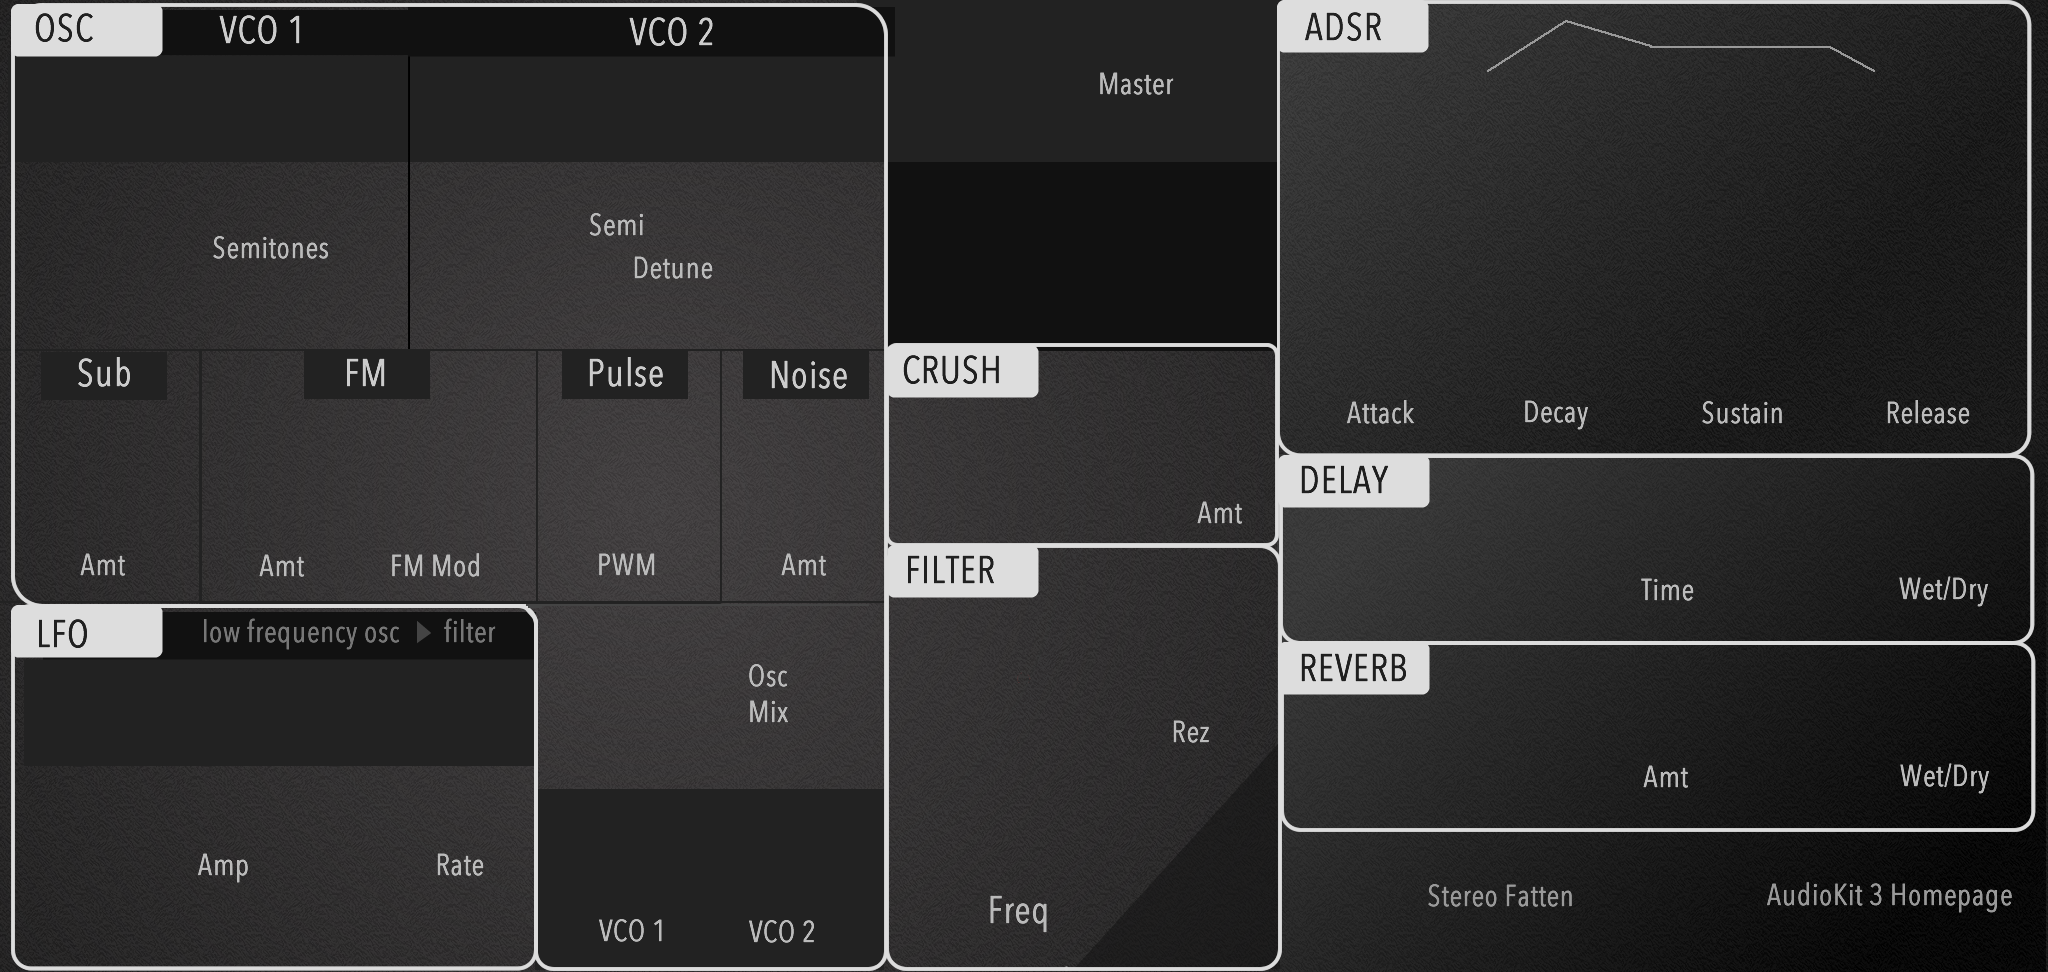 OSC
VCO 1
VCO 2
Master
ADSR
Semitones
Semi
Detune
Sub
FM
Pulse
Noise
Amt
Amt
FM Mod
PWM
Amt
CRUSH
Amt
Attack
Decay
Sustain
Release
DELAY
Time
Wet/Dry
LFO
low frequency osc ▶ filter
Amp
Rate
Osc
Mix
VCO 1
VCO 2
FILTER
Rez
Freq
REVERB
Amt
Wet/Dry
Stereo Fatten
AudioKit 3 Homepage